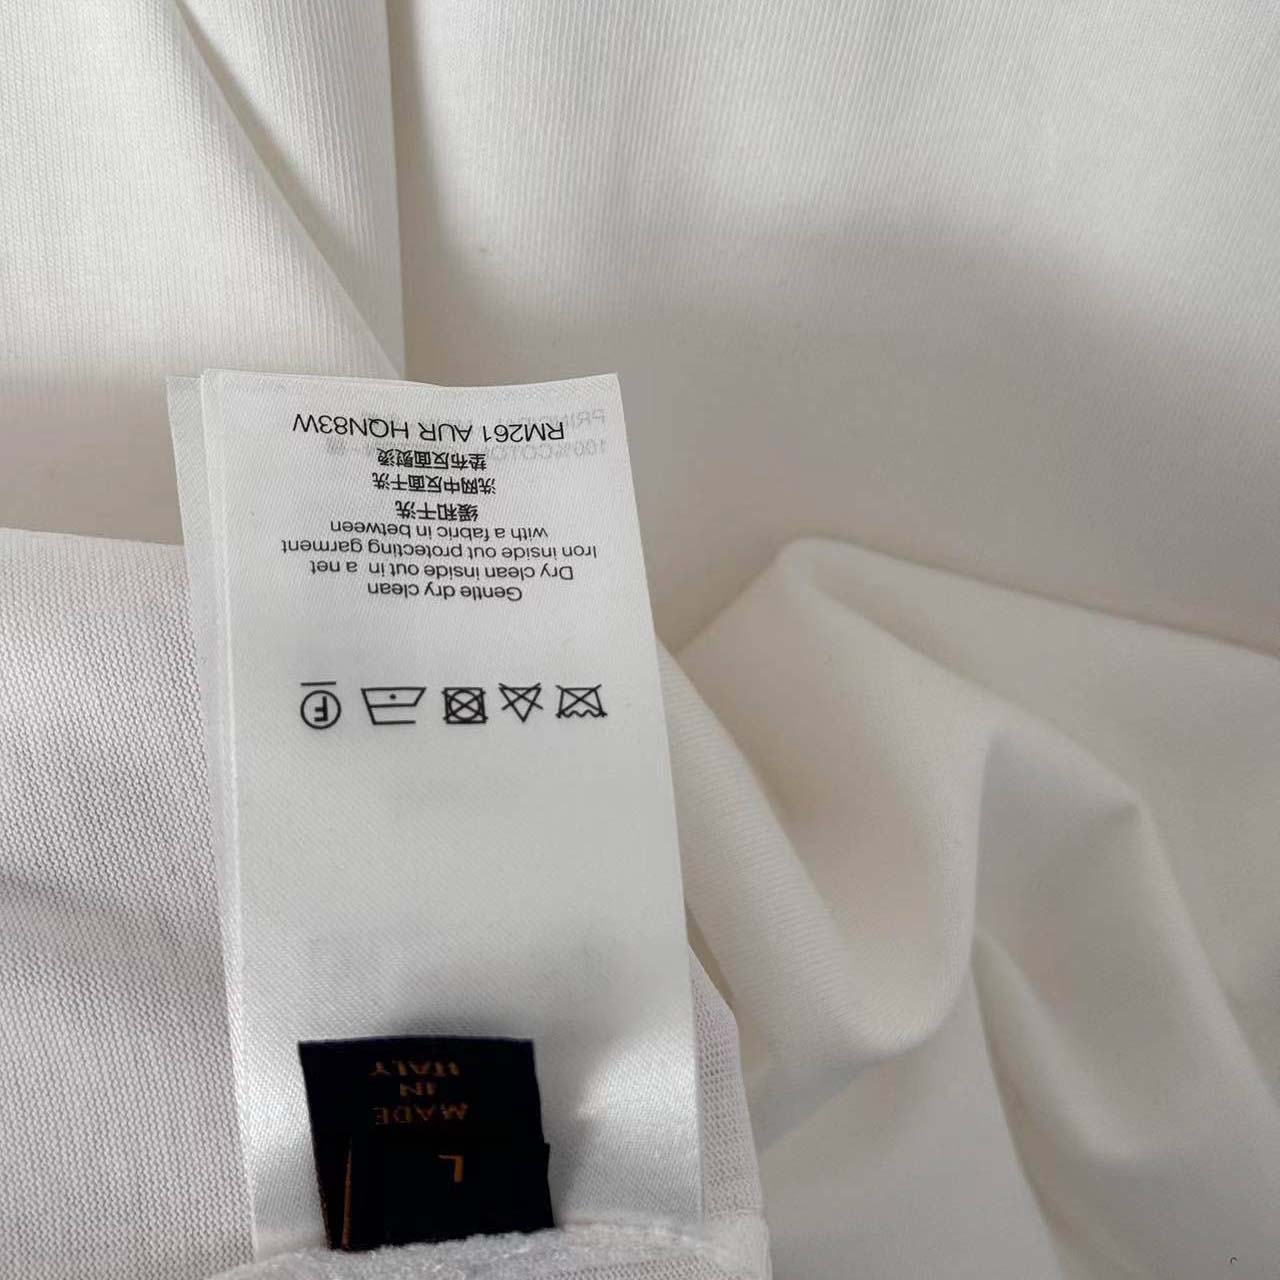 L
MADE
IN
ITALY
F
Gentle dry clean
Dry clean inside out in a net
Iron inside out protecting garment
with a fabric in between
缓和干洗
洗网中反面干洗
垫布反面熨烫
RM261 AUR HQN83W